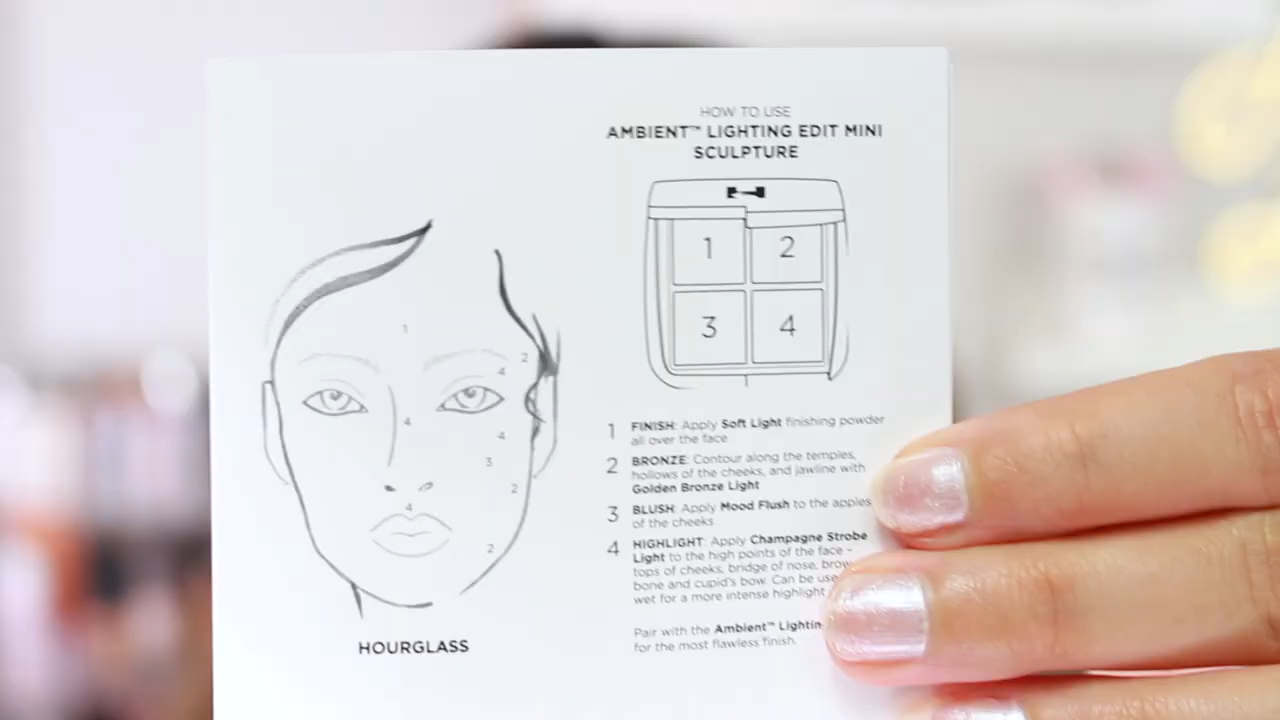 HOW TO USE
AMBIENT™ LIGHTING EDIT MINI
SCULPTURE
1 2
3 4
1
2
4
4
4
3
2
4
2
HOURGLASS
1 FINISH: Apply Soft Light finishing powder
all over the face
2 BRONZE: Contour along the temples,
hollows of the cheeks, and jawline with
Golden Bronze Light
3 BLUSH: Apply Mood Flush to the apples
of the cheeks
4 HIGHLIGHT: Apply Champagne Strobe
Light to the high points of the face –
tops of cheeks, bridge of nose, brow
bone and cupid's bow. Can be use
wet for a more intense highlight
Pair with the Ambient™ Lightin
for the most flawless finish.